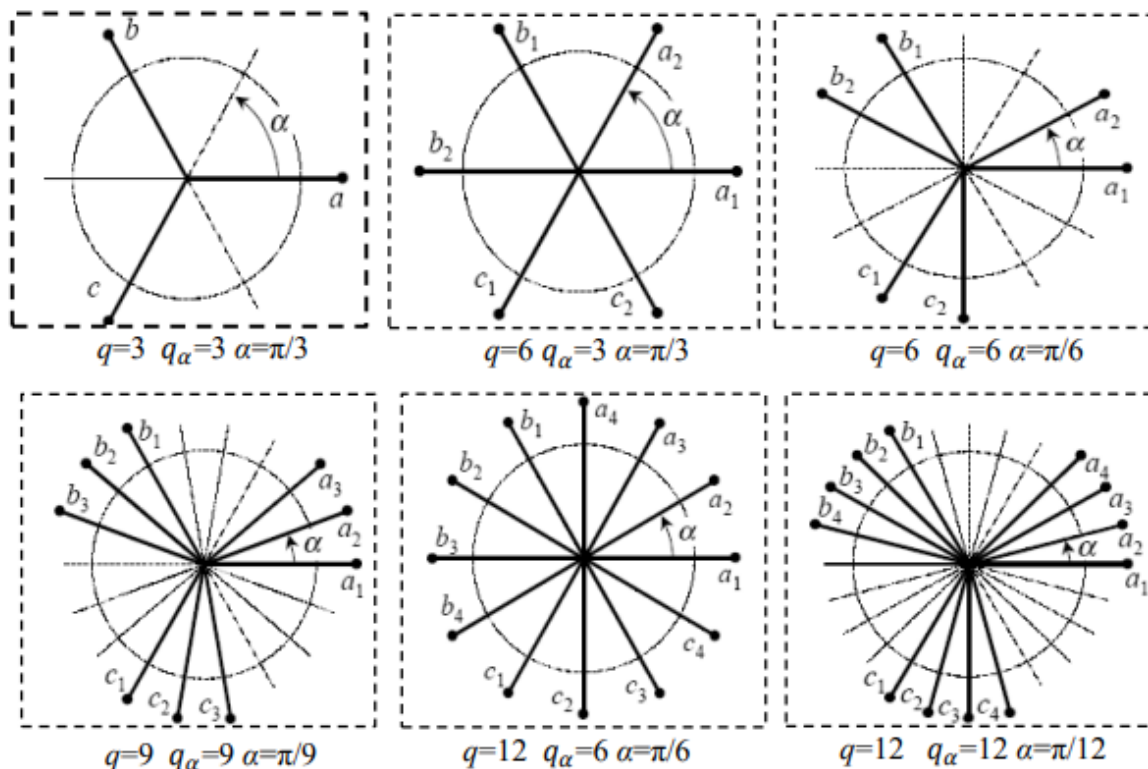 b
α
a
c
q=3 qα=3 α=π/3
b₁
a₂
α
b₂
a₁
c₁
c₂
q=6 qα=3 α=π/3
b₁
b₂
a₂
α
a₁
c₁
c₂
q=6 qα=6 α=π/6
b₁
b₂
a₃
b₃
a₂
α
a₁
c₁
c₂
c₃
q=9 qα=9 α=π/9
a₄
b₁
a₃
b₂
a₂
α
b₃
a₁
b₄
c₄
c₁
c₃
c₂
q=12 qα=6 α=π/6
b₁
b₂
a₄
b₃
a₃
b₄
a₂
α
a₁
c₁
c₂
c₃
c₄
q=12 qα=12 α=π/12